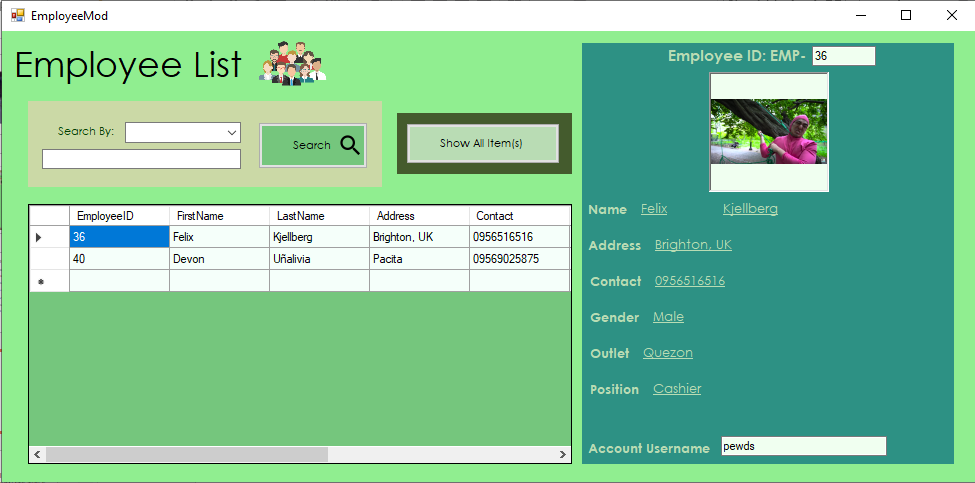 EmployeeMod
Employee List
Search By:
Search
Show All Item(s)
EmployeeID FirstName LastName Address Contact
36 Felix Kjellberg Brighton, UK 0956516516
40 Devon Uñalivia Pacita 09569025875
Employee ID: EMP- 36
Name Felix Kjellberg
Address Brighton, UK
Contact 0956516516
Gender Male
Outlet Quezon
Position Cashier
Account Username pewds